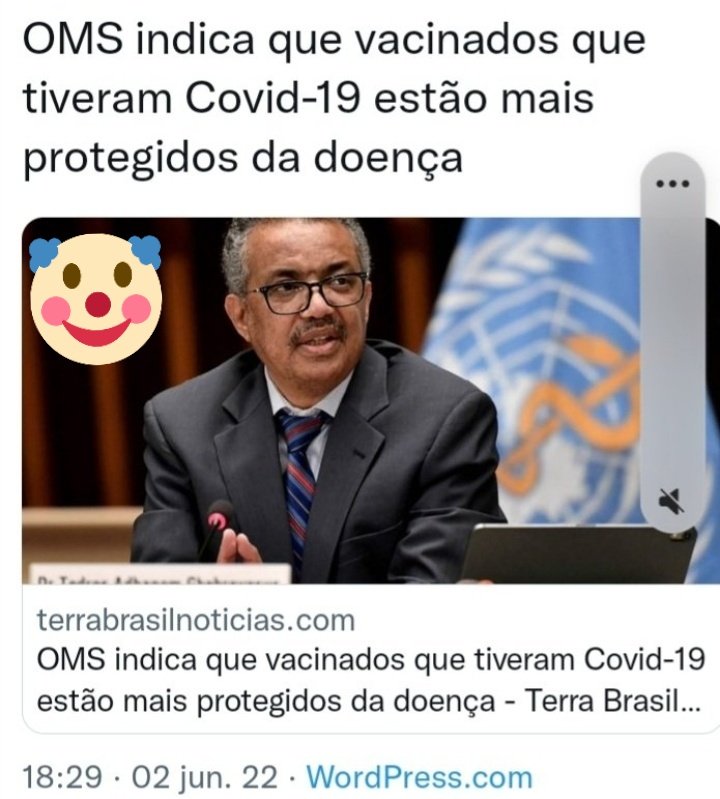 OMS indica que vacinados que
tiveram Covid-19 estão mais
protegidos da doença
terrabrasilnoticias.com
OMS indica que vacinados que tiveram Covid-19
estão mais protegidos da doença - Terra Brasil...
18:29 · 02 jun. 22 · WordPress.com